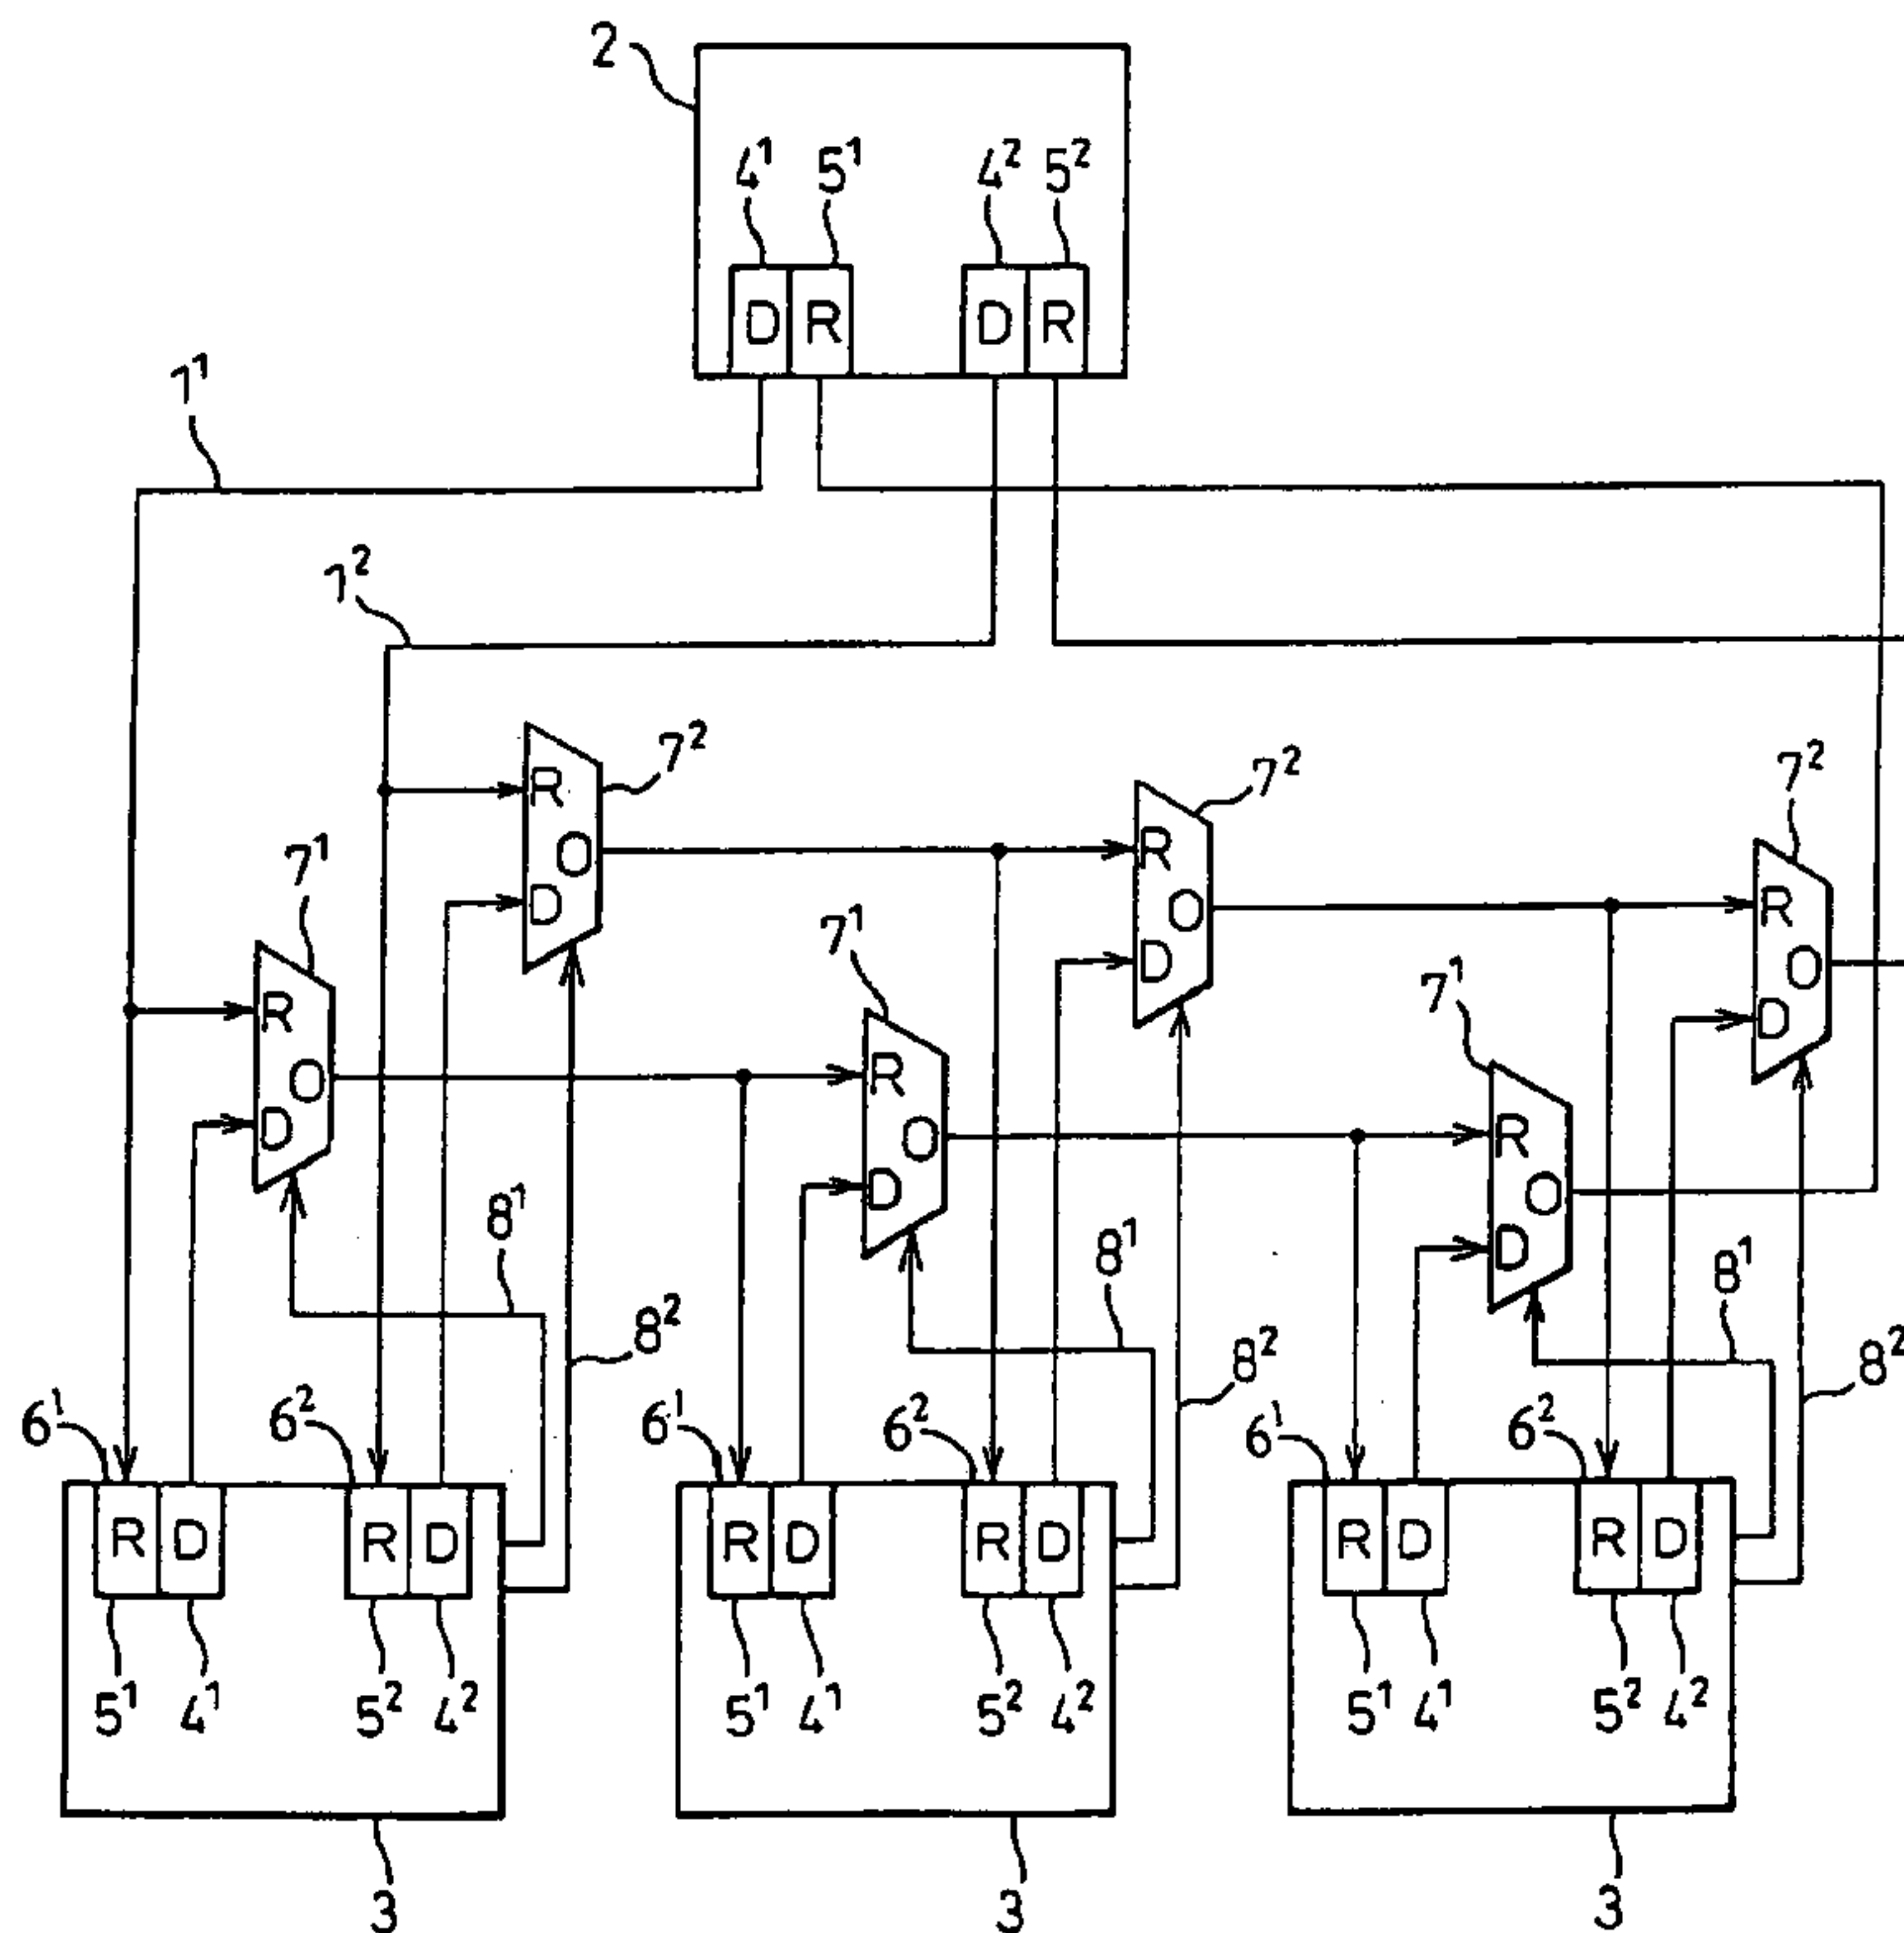 2
4¹ 5¹ 4² 5²
D R D R
1¹
1²
R 7² R 7² 7²
O O R
7¹ D 7¹ D O
R R 7¹ D
O O R
D D O
8¹ 8¹ D 8¹
8² 8² 8²
6¹ 6² 6¹ 6² 6¹ 6²
R D R D R D R D R D R D
5¹ 4¹ 5² 4² 5¹ 4¹ 5² 4² 5¹ 4¹ 5² 4²
3 3 3